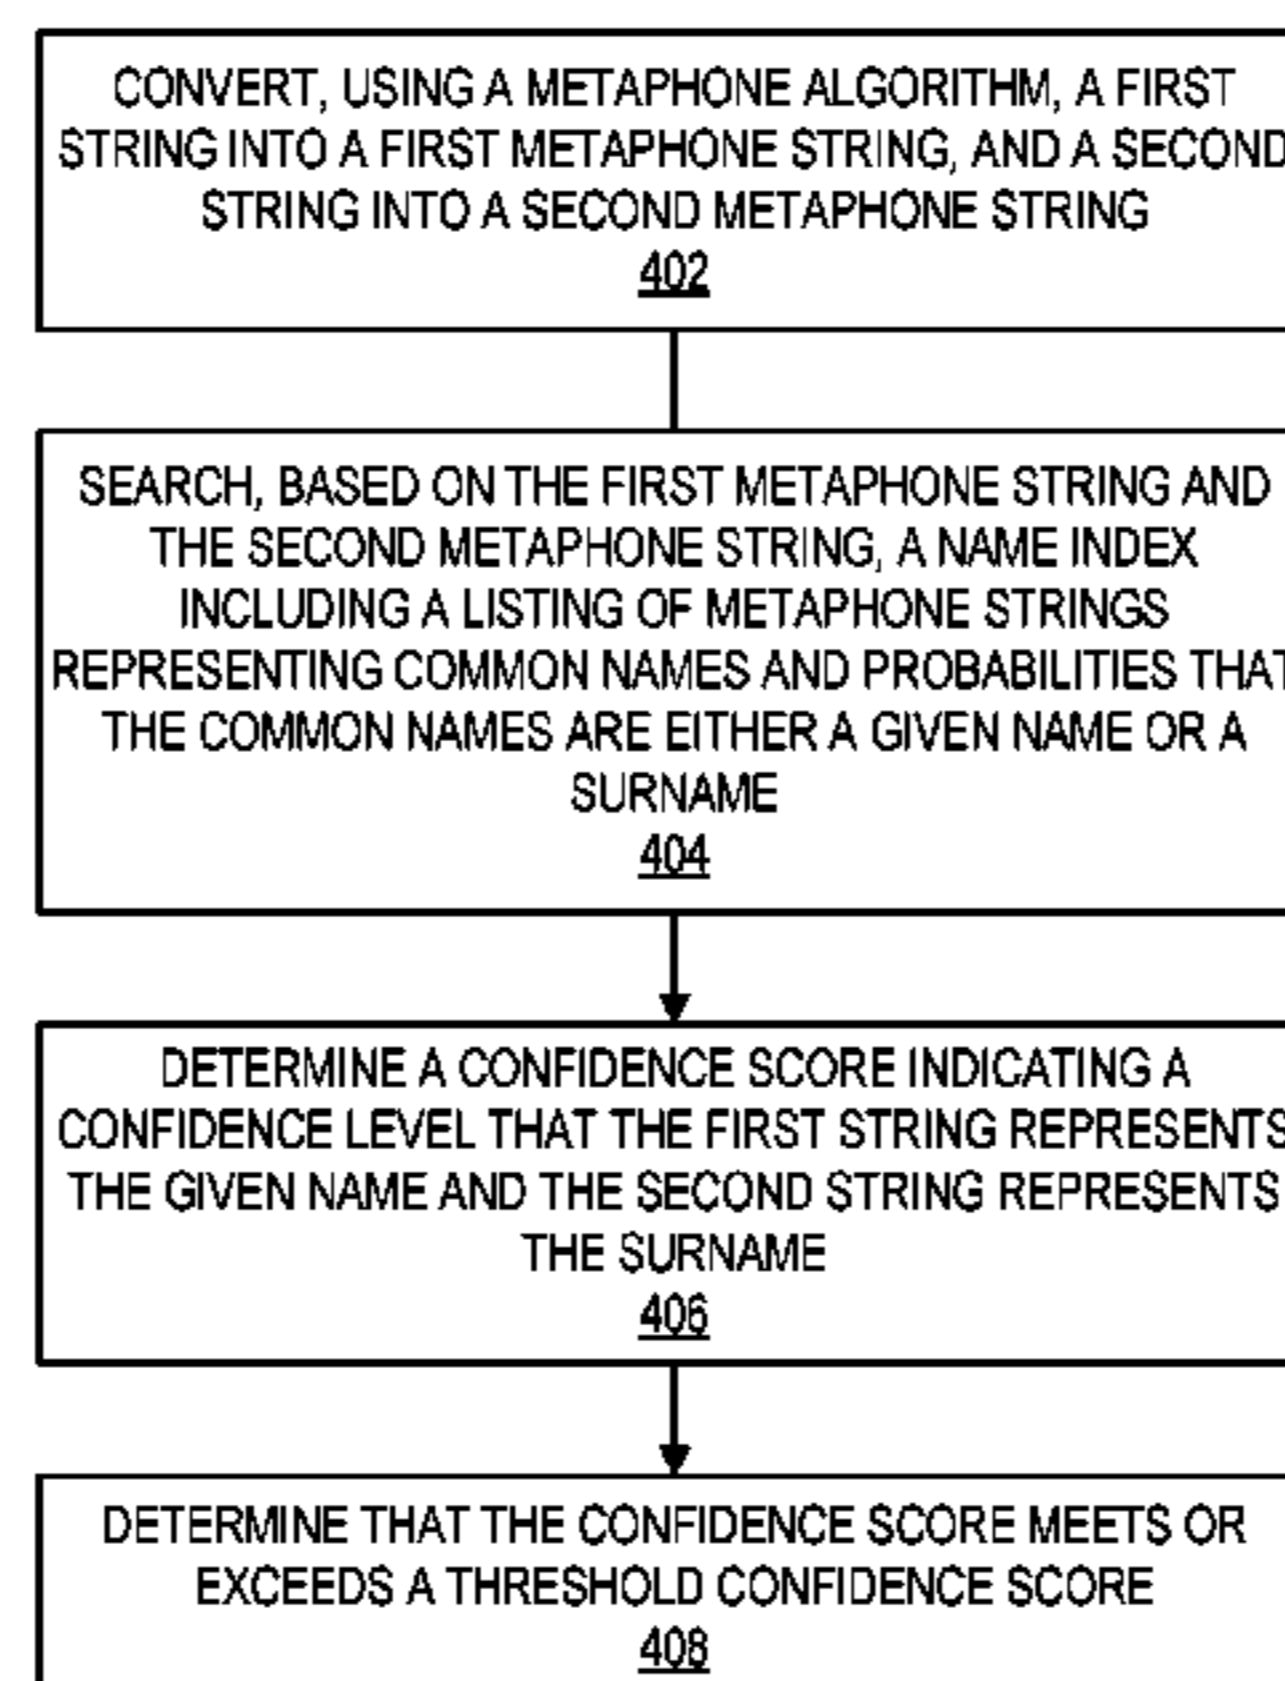 CONVERT, USING A METAPHONE ALGORITHM, A FIRST
STRING INTO A FIRST METAPHONE STRING, AND A SECOND
STRING INTO A SECOND METAPHONE STRING
402
SEARCH, BASED ON THE FIRST METAPHONE STRING AND
THE SECOND METAPHONE STRING, A NAME INDEX
INCLUDING A LISTING OF METAPHONE STRINGS
REPRESENTING COMMON NAMES AND PROBABILITIES THAT
THE COMMON NAMES ARE EITHER A GIVEN NAME OR A
SURNAME
404
DETERMINE A CONFIDENCE SCORE INDICATING A
CONFIDENCE LEVEL THAT THE FIRST STRING REPRESENTS
THE GIVEN NAME AND THE SECOND STRING REPRESENTS
THE SURNAME
406
DETERMINE THAT THE CONFIDENCE SCORE MEETS OR
EXCEEDS A THRESHOLD CONFIDENCE SCORE
408